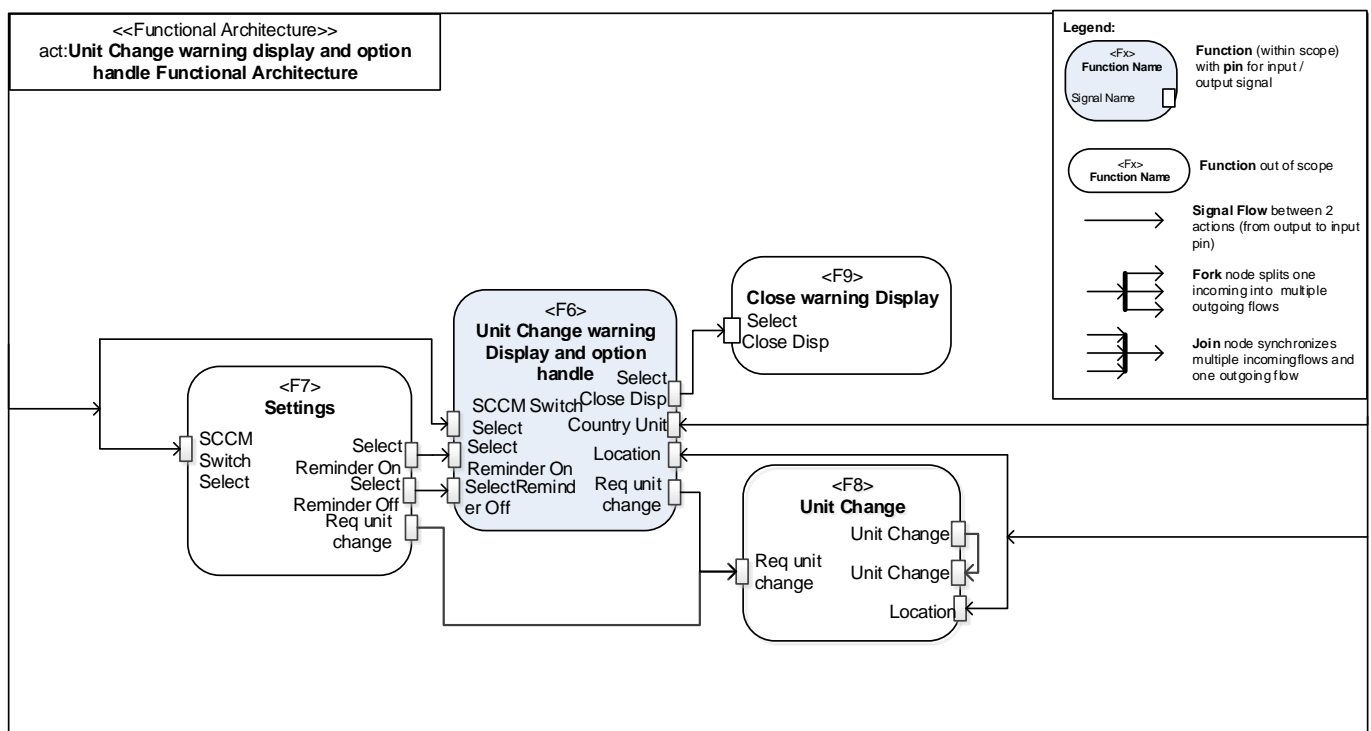 <<Functional Architecture>>
act:Unit Change warning display and option
handle Functional Architecture
Legend:
<Fx>
Function Name
Signal Name
Function (within scope)
with pin for input /
output signal
<Fx>
Function Name
Function out of scope
Signal Flow between 2
actions (from output to input
pin)
Fork node splits one
incoming into multiple
outgoing flows
Join node synchronizes
multiple incomingflows and
one outgoing flow
<F9>
Close warning Display
Select
Close Disp
<F6>
Unit Change warning
Display and option
handle
Select
Close Disp
SCCM Switch
Select
Country Unit
Select
Reminder On
Location
SelectRemind
er Off
Req unit
change
<F7>
Settings
SCCM
Switch
Select
Select
Reminder On
Select
Reminder Off
Req unit
change
<F8>
Unit Change
Unit Change
Req unit
change
Unit Change
Location